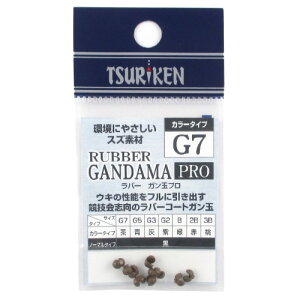 TSURIKEN
環境にやさしい
スズ素材
カラータイプ
G7
RUBBER
GANDAMA PRO
ラバー ガン玉プロ
ウキの性能をフルに引き出す
競技会志向のラバーコートガン玉
タイプ サイズ G7 G5 G3 G2 B 2B 3B
カラータイプ 茶 青 灰 紫 緑 赤 桃
ノーマルタイプ 黒